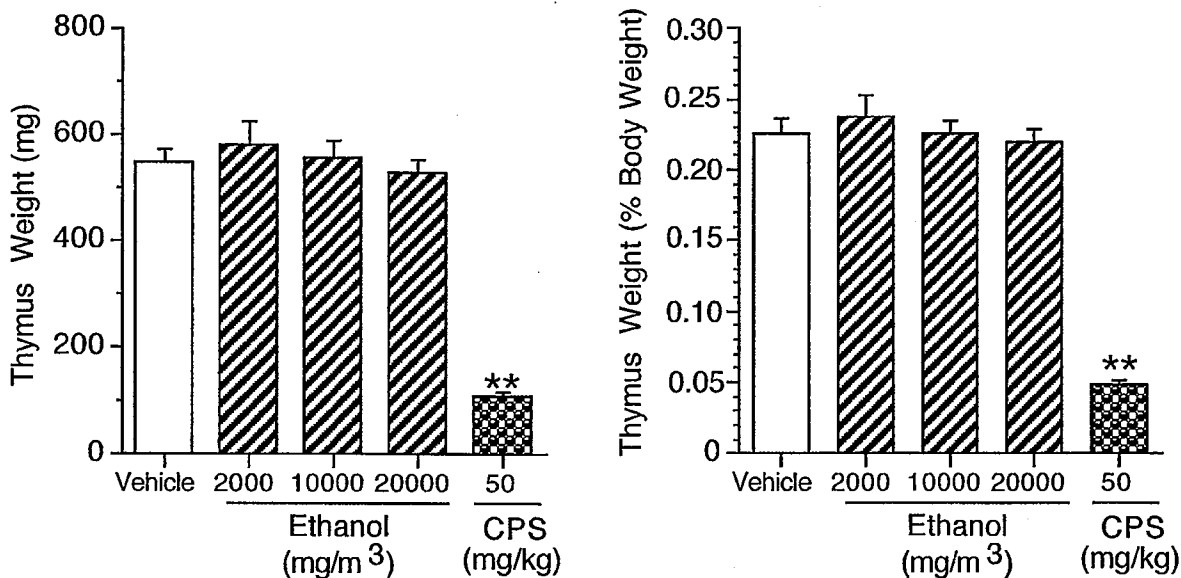 Thymus Weight (mg)
800
600
400
200
0
**
Vehicle 2000 10000 20000 50
Ethanol
(mg/m³)
CPS
(mg/kg)
Thymus Weight (% Body Weight)
0.30
0.25
0.20
0.15
0.10
0.05
0
**
Vehicle 2000 10000 20000 50
Ethanol
(mg/m³)
CPS
(mg/kg)